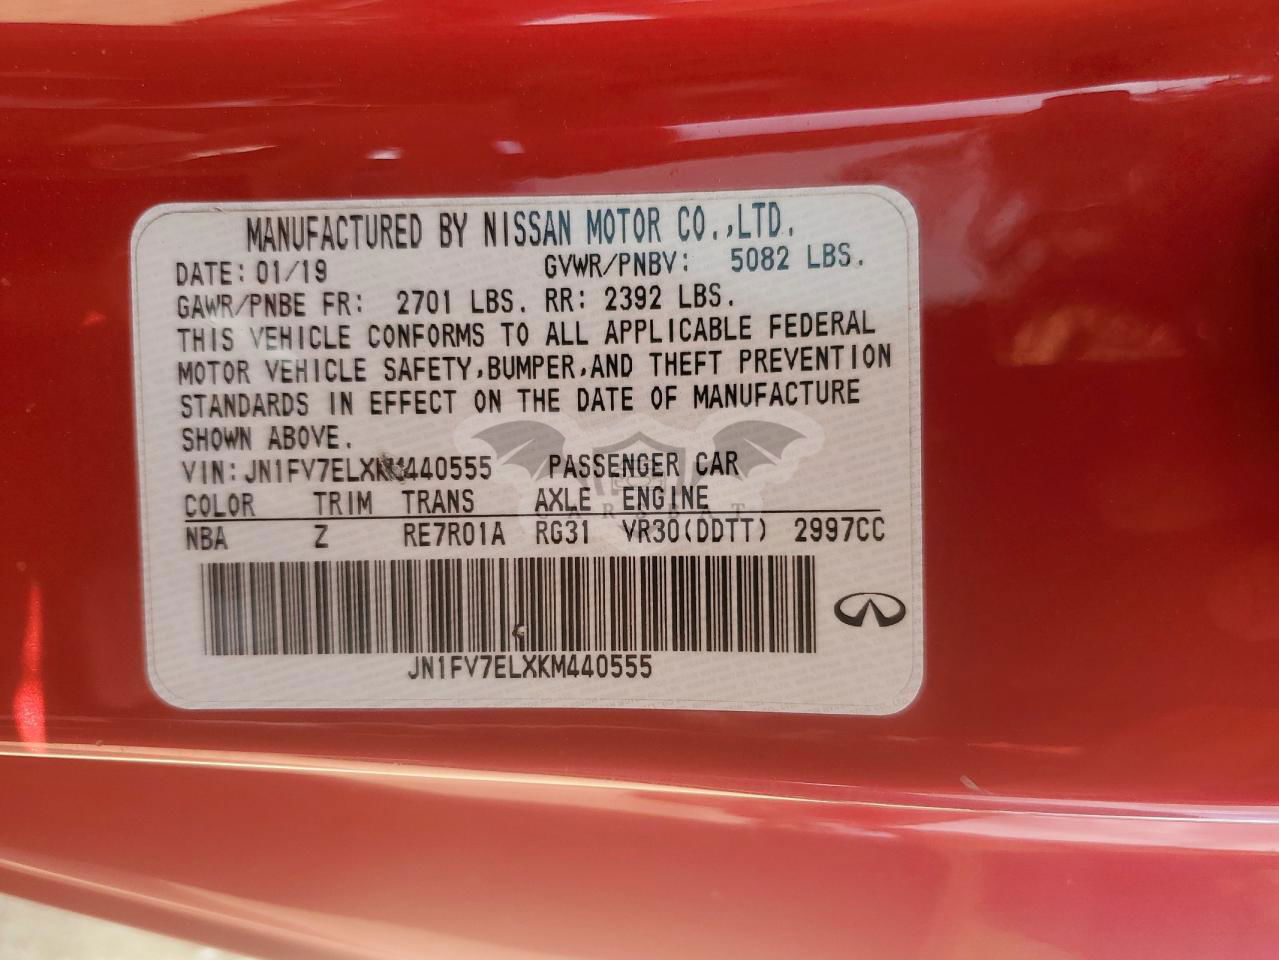 MANUFACTURED BY NISSAN MOTOR CO.,LTD.
DATE: 01/19 GVWR/PNBV: 5082 LBS.
GAWR/PNBE FR: 2701 LBS. RR: 2392 LBS.
THIS VEHICLE CONFORMS TO ALL APPLICABLE FEDERAL
MOTOR VEHICLE SAFETY,BUMPER,AND THEFT PREVENTION
STANDARDS IN EFFECT ON THE DATE OF MANUFACTURE
SHOWN ABOVE.
VIN:JN1FV7ELXKM440555 PASSENGER CAR
COLOR TRIM TRANS AXLE ENGINE
NBA Z RE7R01A RG31 VR30(DDTT) 2997CC
JN1FV7ELXKM440555